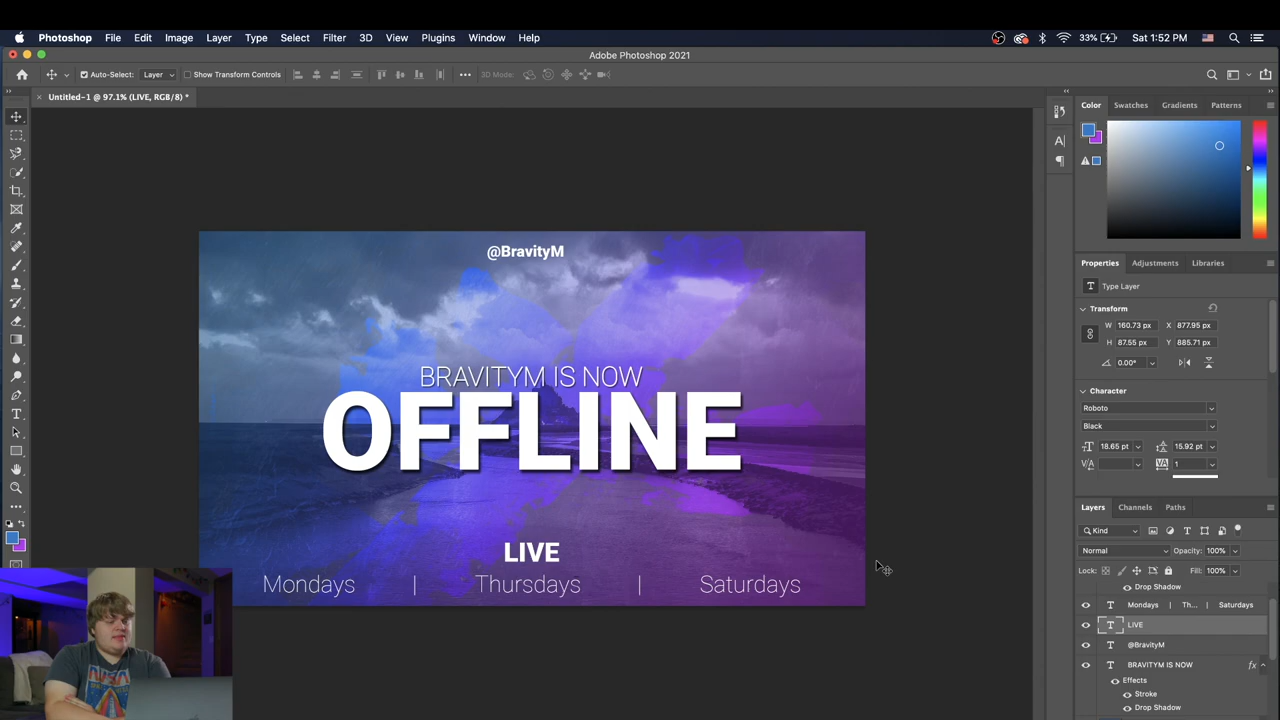 Photoshop File Edit Image Layer Type Select Filter 3D View Plugins Window Help 33% Sat 1:52 PM
Adobe Photoshop 2021
Auto-Select: Layer Show Transform Controls 3D Mode:
Untitled-1 @ 97.1% (LIVE, RGB/8) *
Color Swatches Gradients Patterns
@BravityM
BRAVITYM IS NOW
OFFLINE
LIVE
Mondays | Thursdays | Saturdays
Properties Adjustments Libraries
T Type Layer
Transform
W 160.73 px X 877.95 px
H 87.55 px Y 885.71 px
0.00°
Character
Roboto
Black
18.65 pt 15.92 pt
VA 1
Layers Channels Paths
Kind
Normal Opacity: 100%
Lock: Fill: 100%
Drop Shadow
T Mondays | Th... | Saturdays
T LIVE
T @BravityM
T BRAVITYM IS NOW fx
Effects
Stroke
Drop Shadow